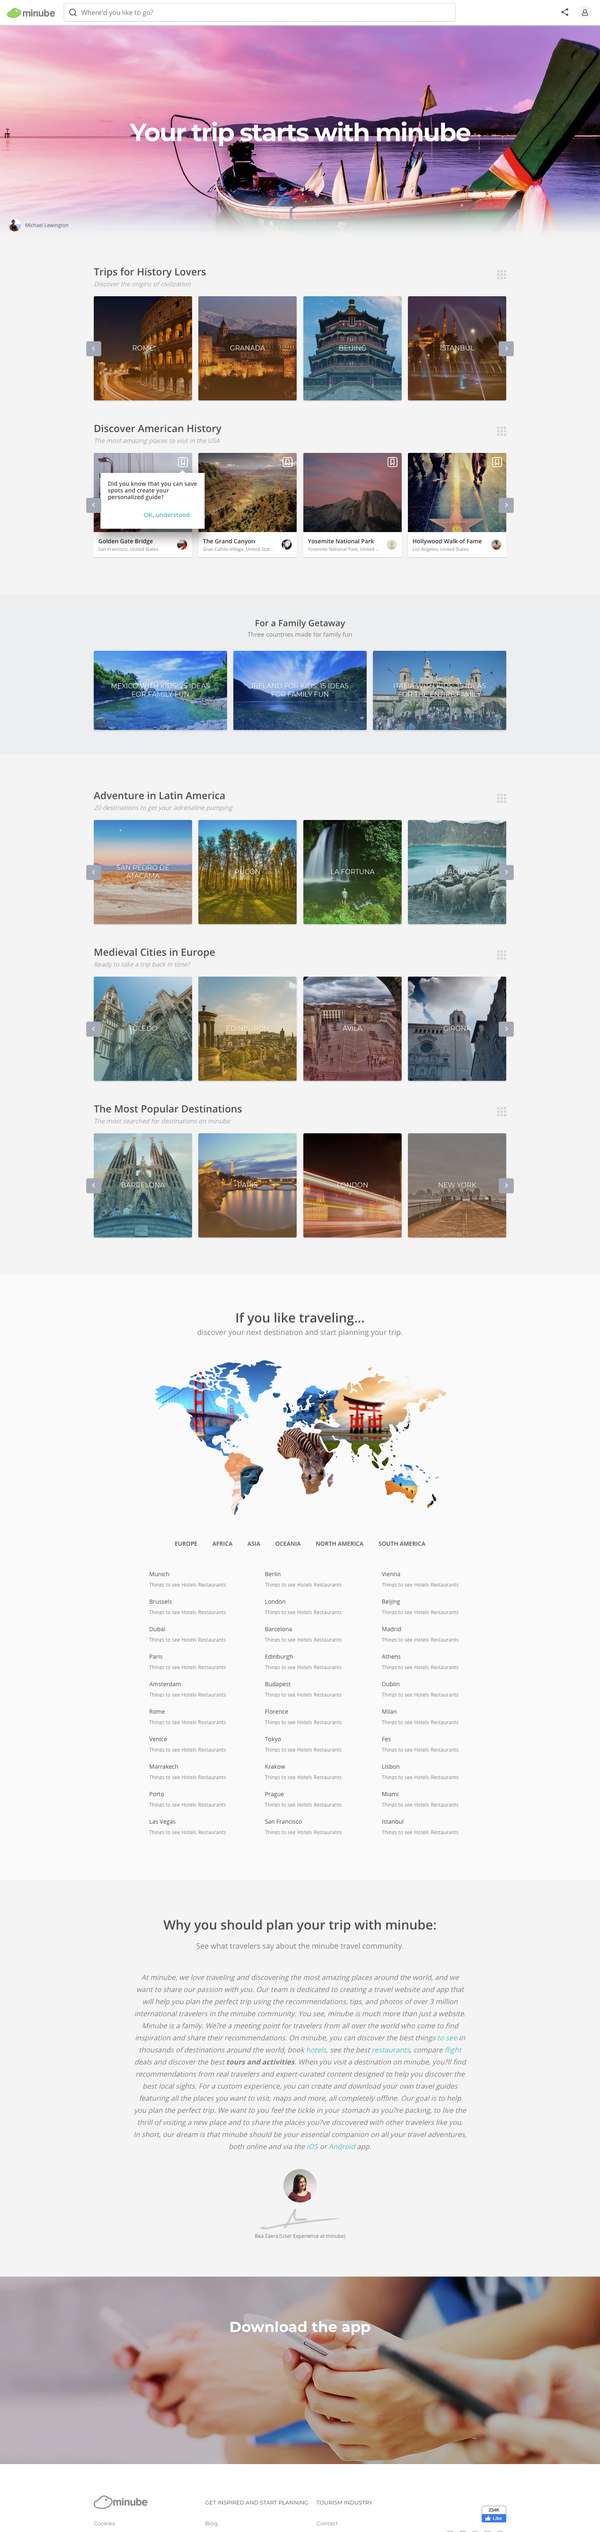 minube
Where'd you like to go?
Your trip starts with minube
Michael Lewington
Trips for History Lovers
Discover the origins of civilization
ROME
GRANADA
BEIJING
ISTANBUL
Discover American History
The most amazing places to visit in the USA
Did you know that you can save
spots and create your
personalized guide?
OK, understood
Golden Gate Bridge
San Francisco, United States
The Grand Canyon
Gran Cañon Village, United Stat...
Yosemite National Park
Yosemite National Park, United ...
Hollywood Walk of Fame
Los Angeles, United States
For a Family Getaway
Three countries made for family fun
MEXICO WITH KIDS: 25 IDEAS
FOR FAMILY FUN
IRELAND FOR KIDS: 15 IDEAS
FOR FAMILY FUN
IDEAS
FOR THE ENTIRE FAMILY
Adventure in Latin America
20 destinations to get your adrenaline pumping
SAN PEDRO DE
ATACAMA
PUCÓN
LA FORTUNA
Medieval Cities in Europe
Ready to take a trip back in time?
TOLEDO
EDINBURGH
ÁVILA
GIRONA
The Most Popular Destinations
The most searched for destinations on minube
BARCELONA
PARIS
LONDON
NEW YORK
If you like traveling...
discover your next destination and start planning your trip.
EUROPE AFRICA ASIA OCEANIA NORTH AMERICA SOUTH AMERICA
Munich
Things to see Hotels Restaurants
Berlin
Things to see Hotels Restaurants
Vienna
Things to see Hotels Restaurants
Brussels
Things to see Hotels Restaurants
London
Things to see Hotels Restaurants
Beijing
Things to see Hotels Restaurants
Dubai
Things to see Hotels Restaurants
Barcelona
Things to see Hotels Restaurants
Madrid
Things to see Hotels Restaurants
Paris
Things to see Hotels Restaurants
Edinburgh
Things to see Hotels Restaurants
Athens
Things to see Hotels Restaurants
Amsterdam
Things to see Hotels Restaurants
Budapest
Things to see Hotels Restaurants
Dublin
Things to see Hotels Restaurants
Rome
Things to see Hotels Restaurants
Florence
Things to see Hotels Restaurants
Milan
Things to see Hotels Restaurants
Venice
Things to see Hotels Restaurants
Tokyo
Things to see Hotels Restaurants
Fes
Things to see Hotels Restaurants
Marrakech
Things to see Hotels Restaurants
Krakow
Things to see Hotels Restaurants
Lisbon
Things to see Hotels Restaurants
Porto
Things to see Hotels Restaurants
Prague
Things to see Hotels Restaurants
Miami
Things to see Hotels Restaurants
Las Vegas
Things to see Hotels Restaurants
San Francisco
Things to see Hotels Restaurants
Istanbul
Things to see Hotels Restaurants
Why you should plan your trip with minube:
See what travelers say about the minube travel community.
At minube, we love traveling and discovering the most amazing places around the world, and we
want to share our passion with you. Our team is dedicated to creating a travel website and app that
will help you plan the perfect trip using the recommendations, tips, and photos of over 3 million
international travelers in the minube community. You see, minube is much more than just a website.
Minube is a family. We?re a meeting point for travelers from all over the world who come to find
inspiration and share their recommendations. On minube, you can discover the best things to see in
thousands of destinations around the world, book hotels, see the best restaurants, compare flight
deals and discover the best tours and activities. When you visit a destination on minube, you?ll find
recommendations from real travelers and expert-curated content designed to help you discover the
best local sights. For a custom experience, you can create and download your own travel guides
featuring all the places you want to visit, maps and more, all completely offline. Our goal is to help
you plan the perfect trip. We want you to feel the tickle in your stomach as you?re packing, to live the
thrill of visiting a new place and to share the places you?ve discovered with other travelers like you.
In short, our dream is that minube should be your essential companion on all your travel adventures,
both online and via the iOS or Android app.
Bea Zaera (User Experience at minube)
Download the app
minube
GET INSPIRED AND START PLANNING
TOURISM INDUSTRY
234K
Like
Cookies
Blog
Contact